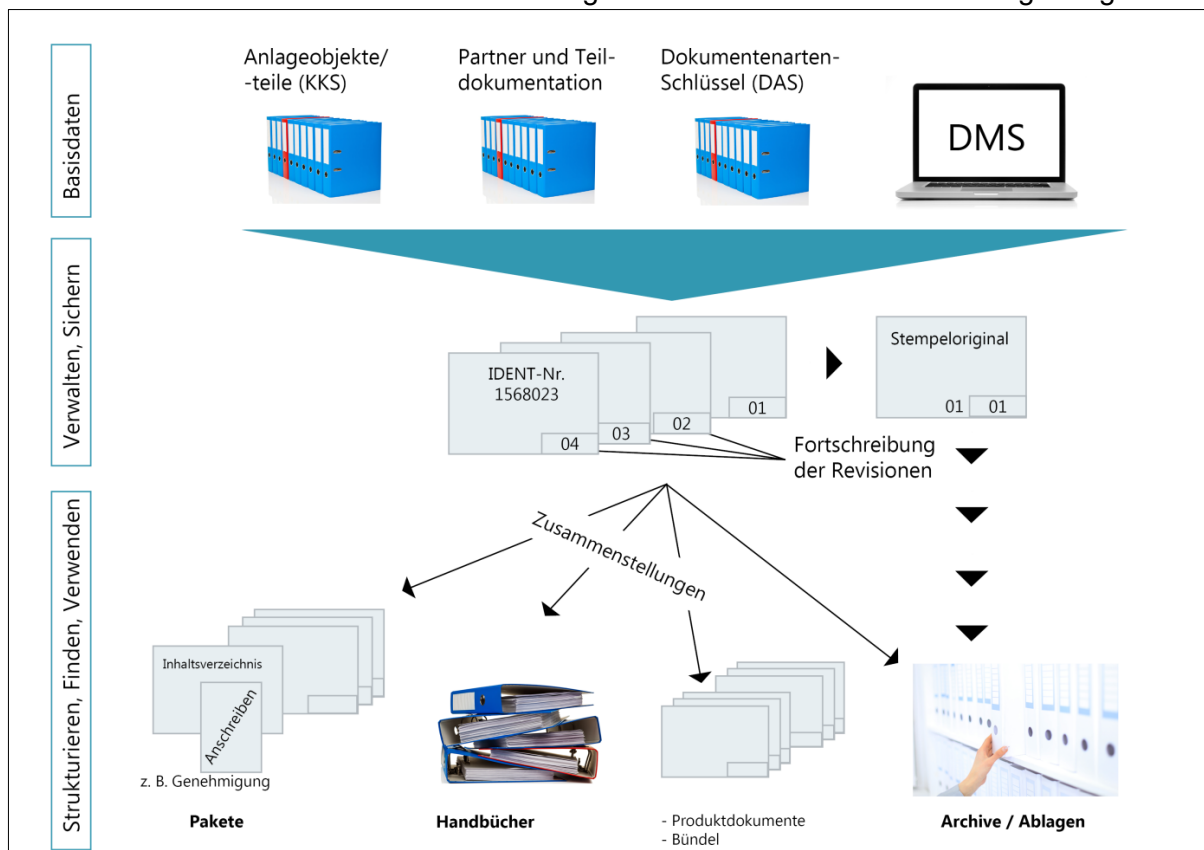 Basisdaten
Anlageobjekte/
-teile (KKS)
Partner und Teil-
dokumentation
Dokumentenarten-
Schlüssel (DAS)
DMS
Verwalten, Sichern
IDENT-Nr.
1568023
04
03
02
01
Stempeloriginal
01
01
Fortschreibung
der Revisionen
Strukturieren, Finden, Verwenden
Zusammenstellungen
Inhaltsverzeichnis
Anschreiben
z. B. Genehmigung
Pakete
Handbücher
- Produktdokumente
- Bündel
Archive / Ablagen